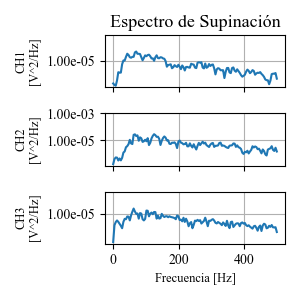 Espectro de Supinación
CH1
[V^2/Hz]
1.00e-05
CH2
[V^2/Hz]
1.00e-03
1.00e-05
CH3
[V^2/Hz]
1.00e-05
0 200 400
Frecuencia [Hz]